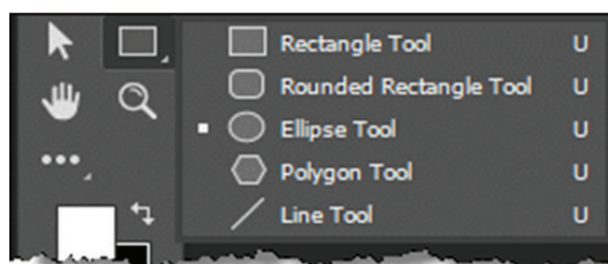 Rectangle Tool U
Rounded Rectangle Tool U
Ellipse Tool U
Polygon Tool U
Line Tool U